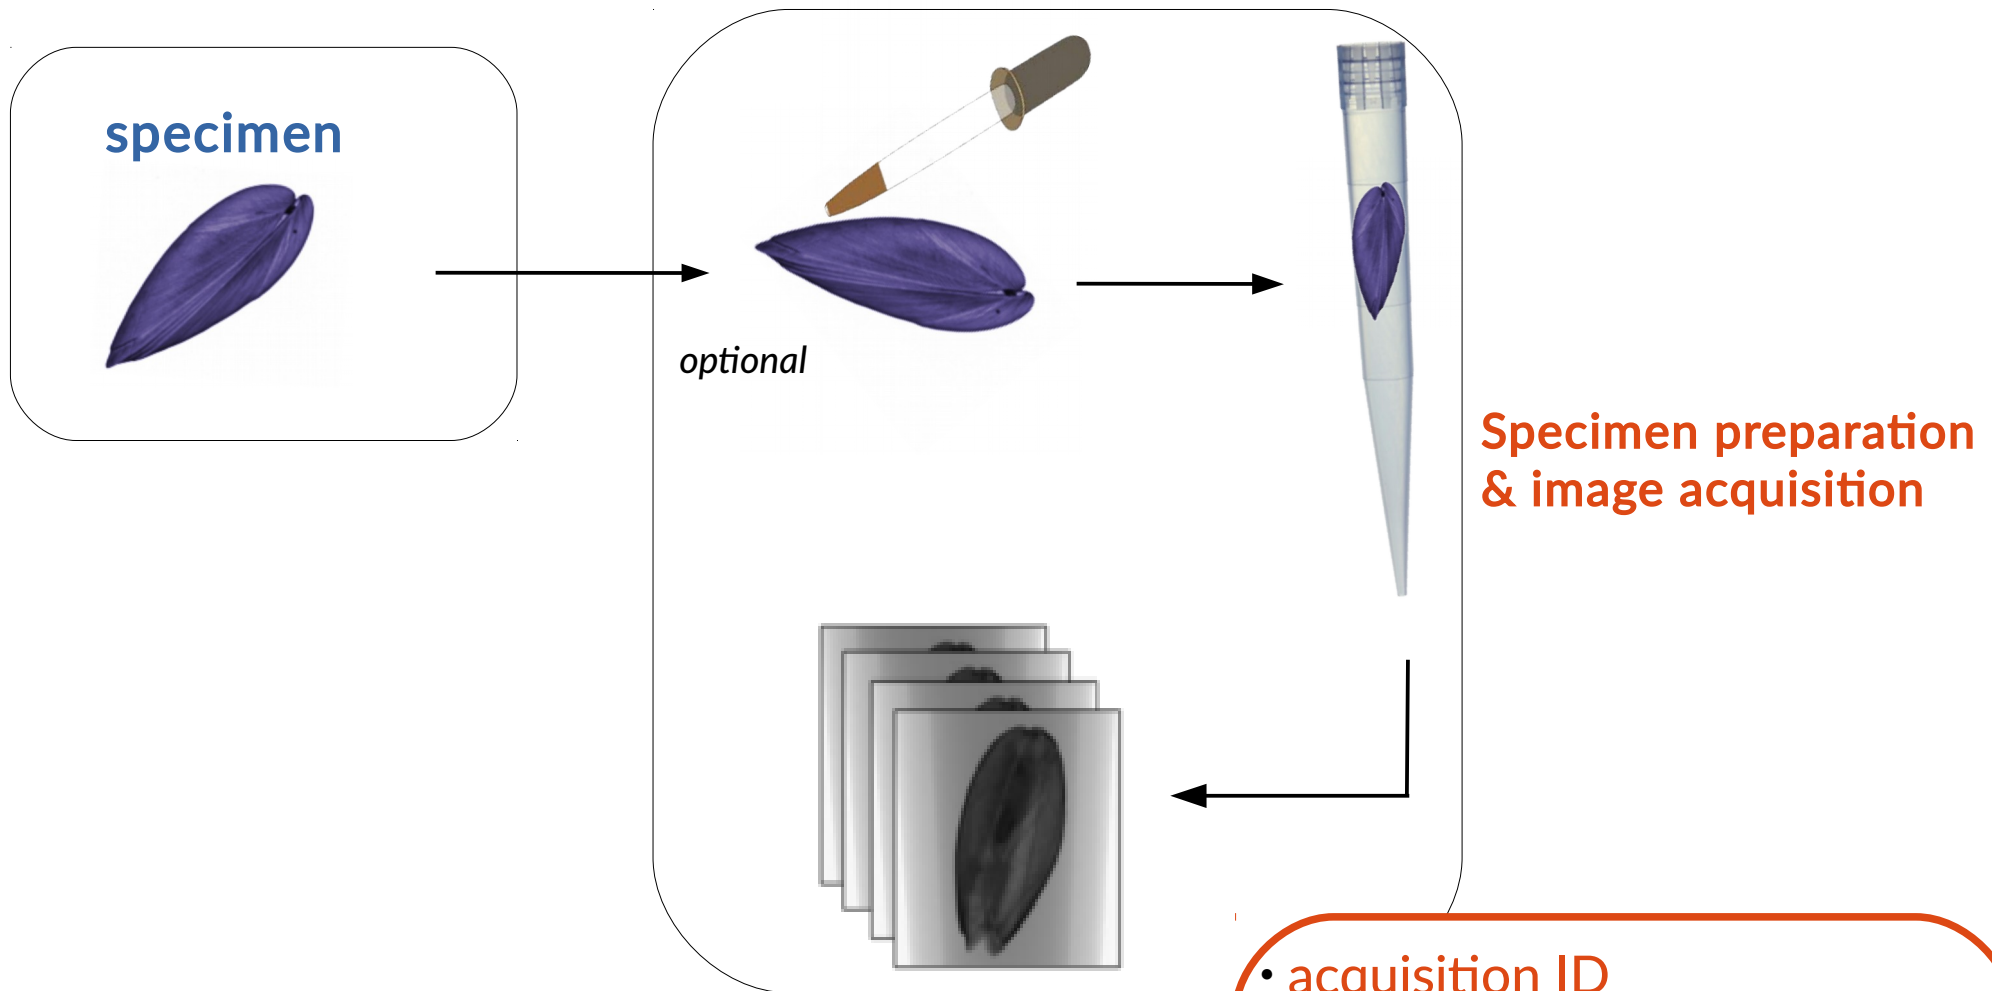 specimen
optional
Specimen preparation
& image acquisition
• acquisition ID